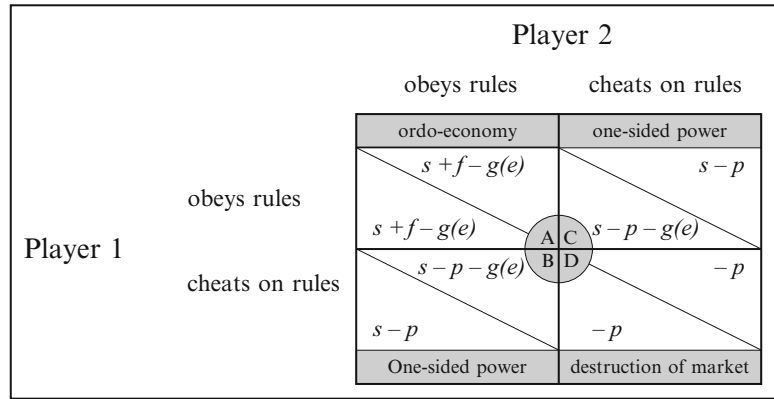 Player 2
obeys rules cheats on rules
ordo-economy one-sided power
s + f – g(e) s – p
obeys rules
s + f – g(e) A C s – p – g(e)
Player 1
B D
cheats on rules s – p – g(e) – p
s – p – p
One-sided power destruction of market